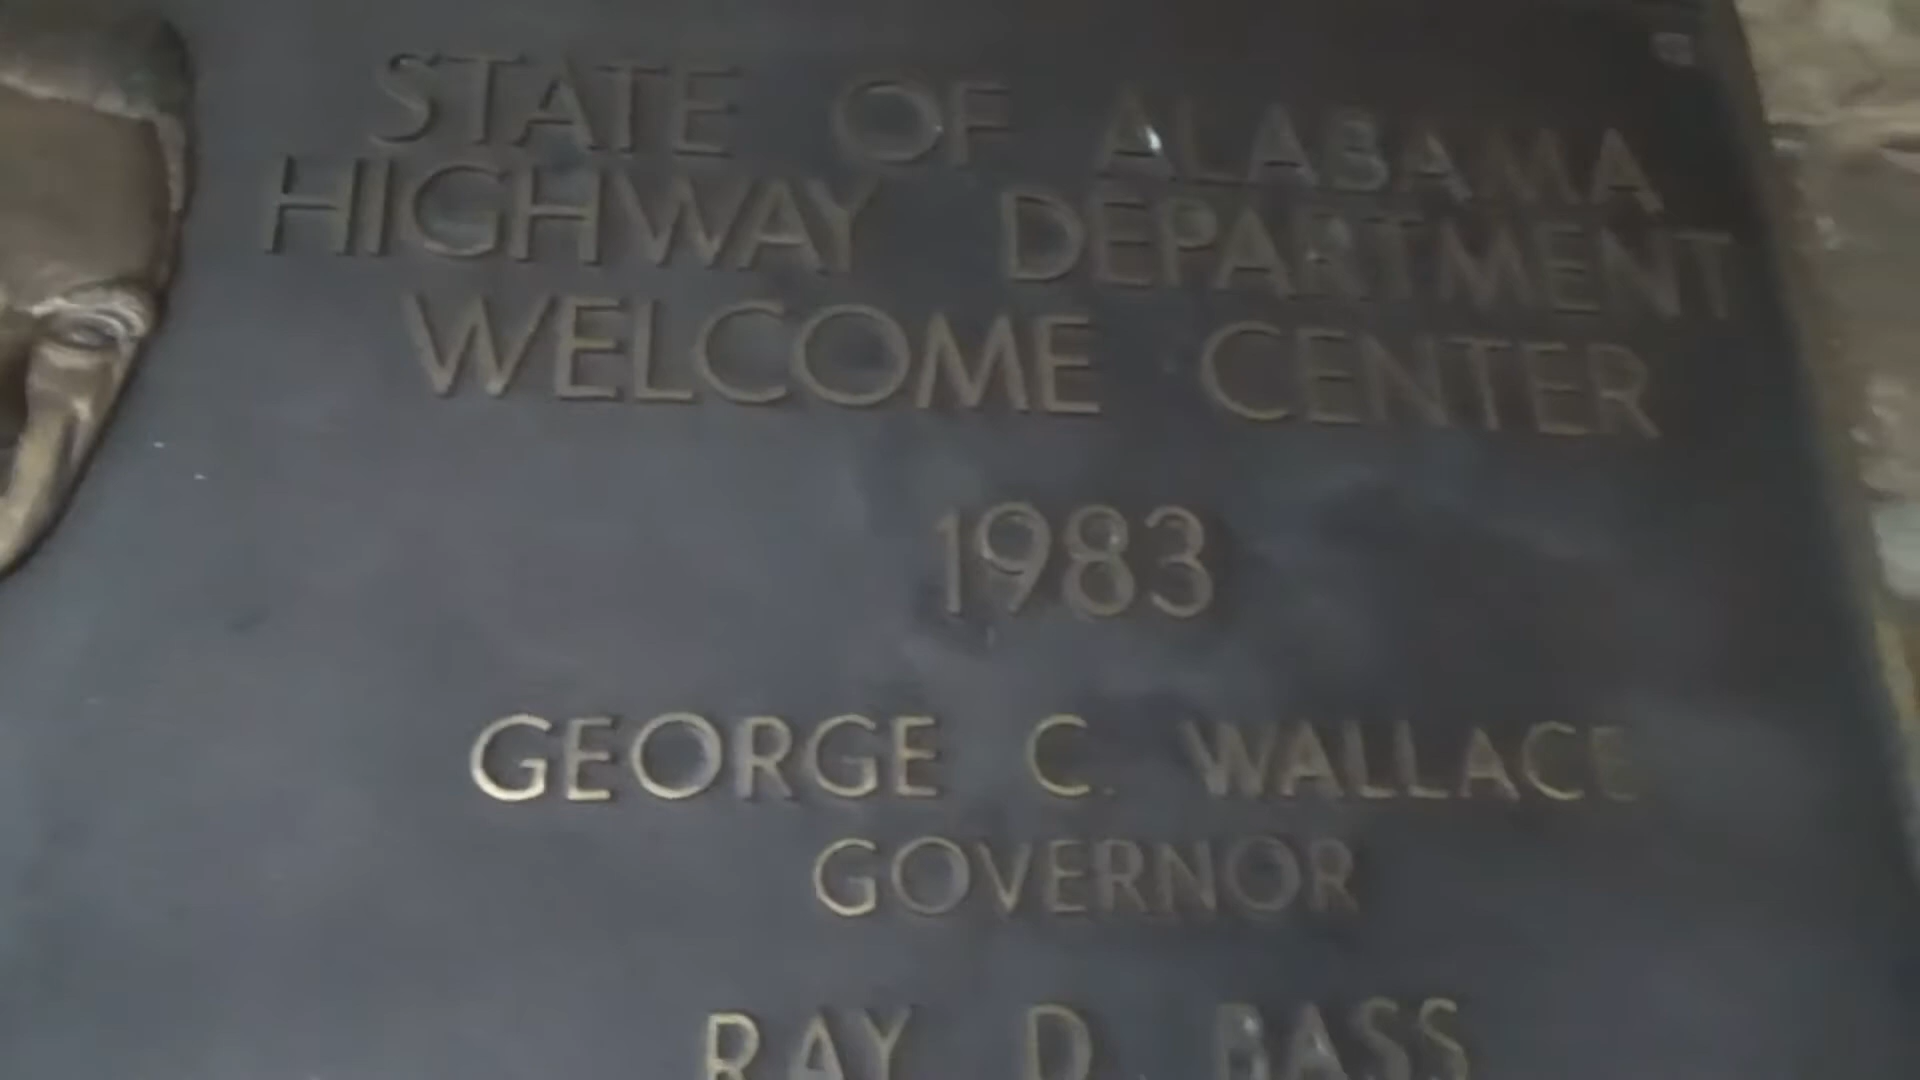 STATE OF ALABAMA
HIGHWAY DEPARTMENT
WELCOME CENTER
1983
GEORGE C. WALLACE
GOVERNOR
RAY D. BASS